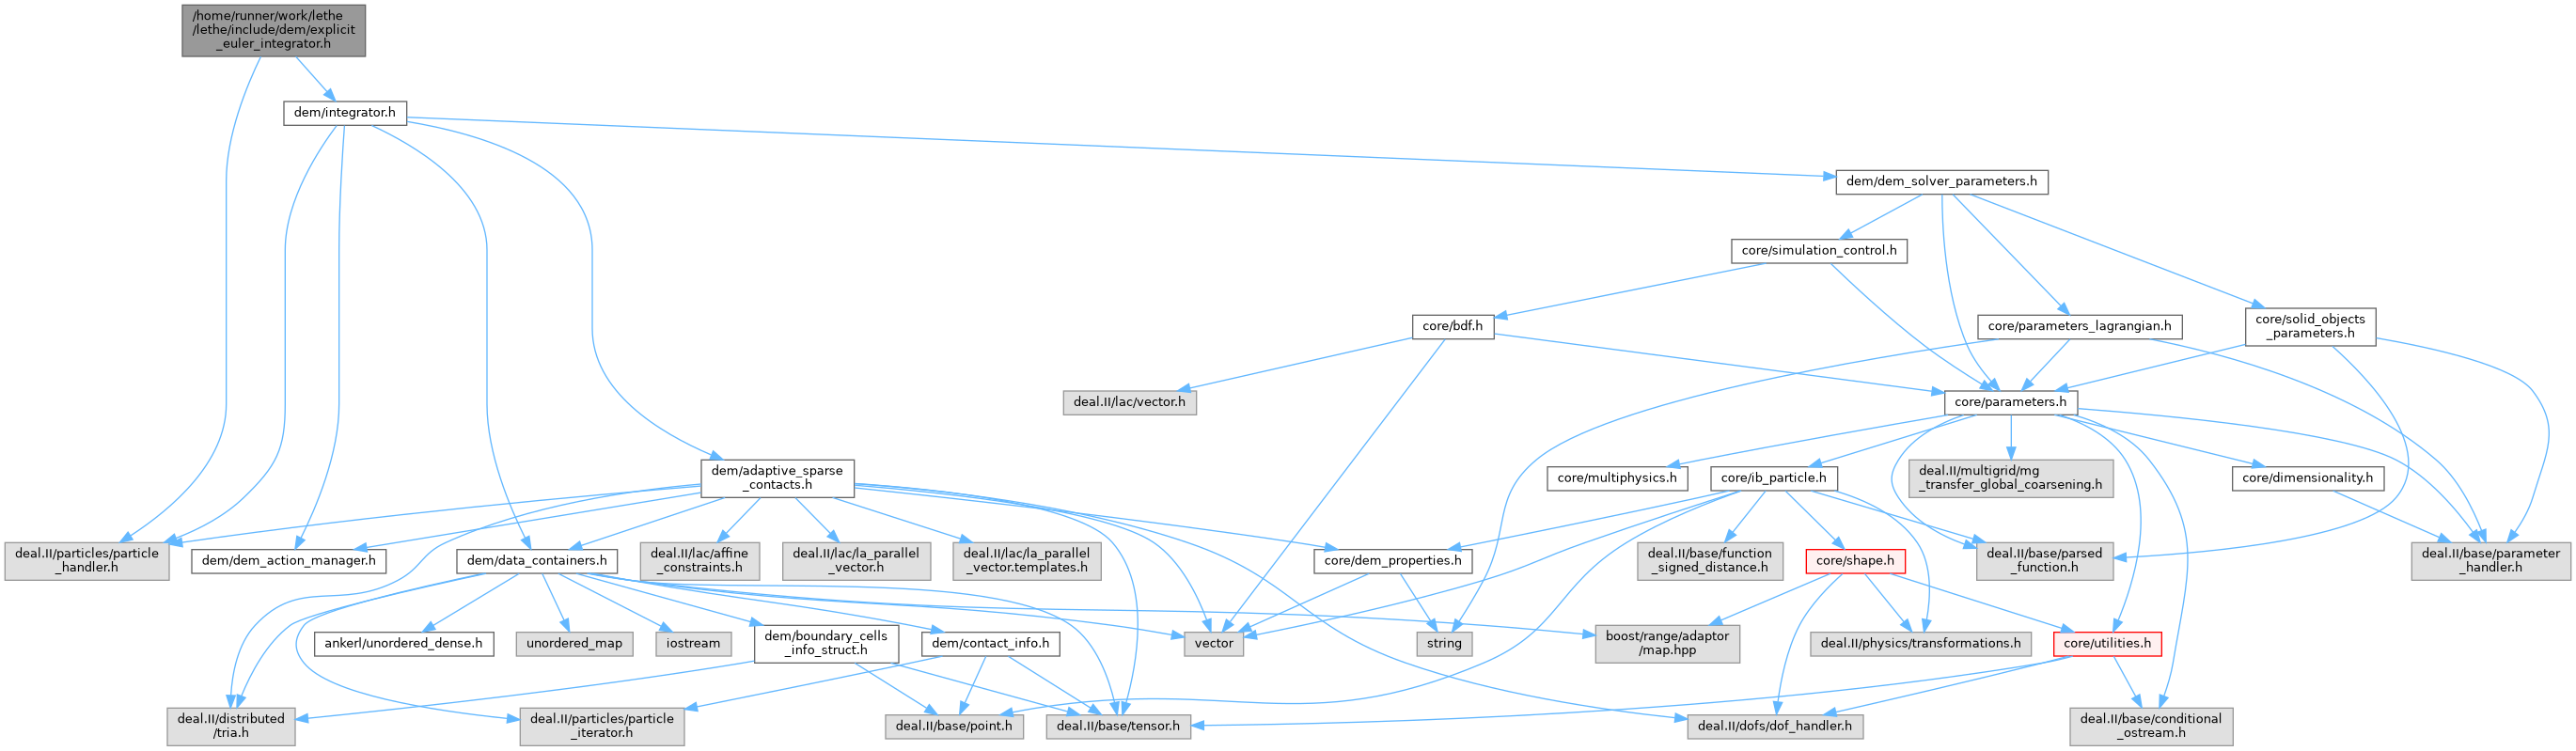 /home/runner/work/lethe
/lethe/include/dem/explicit
_euler_integrator.h
dem/integrator.h
dem/dem_solver_parameters.h
core/simulation_control.h
core/bdf.h
core/parameters_lagrangian.h
core/solid_objects
_parameters.h
deal.II/lac/vector.h
core/parameters.h
dem/adaptive_sparse
_contacts.h
core/multiphysics.h
core/ib_particle.h
deal.II/multigrid/mg
_transfer_global_coarsening.h
core/dimensionality.h
deal.II/particles/particle
_handler.h
dem/dem_action_manager.h
dem/data_containers.h
deal.II/lac/affine
_constraints.h
deal.II/lac/la_parallel
_vector.h
deal.II/lac/la_parallel
_vector.templates.h
core/dem_properties.h
deal.II/base/function
_signed_distance.h
core/shape.h
deal.II/base/parsed
_function.h
deal.II/base/parameter
_handler.h
ankerl/unordered_dense.h
unordered_map
iostream
dem/boundary_cells
_info_struct.h
dem/contact_info.h
vector
string
boost/range/adaptor
/map.hpp
deal.II/physics/transformations.h
core/utilities.h
deal.II/distributed
/tria.h
deal.II/particles/particle
_iterator.h
deal.II/base/point.h
deal.II/base/tensor.h
deal.II/dofs/dof_handler.h
deal.II/base/conditional
_ostream.h